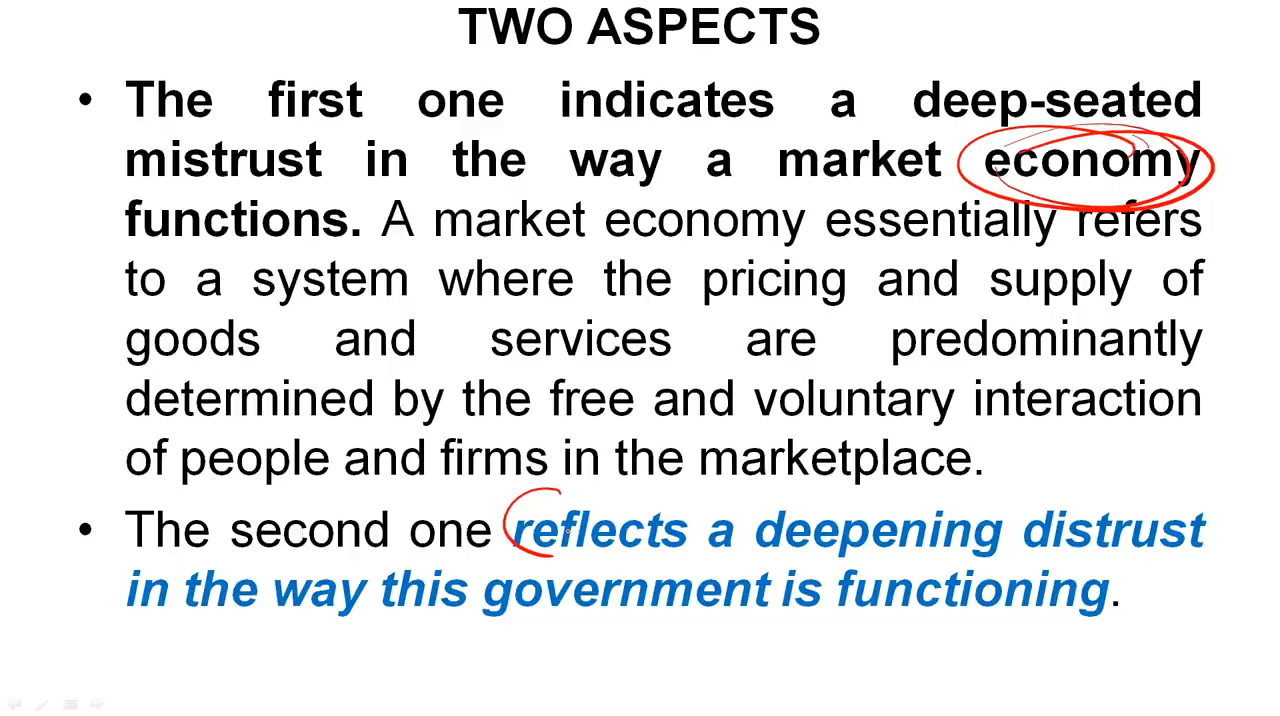 TWO ASPECTS
• The first one indicates a deep-seated
mistrust in the way a market economy
functions. A market economy essentially refers
to a system where the pricing and supply of
goods and services are predominantly
determined by the free and voluntary interaction
of people and firms in the marketplace.
• The second one reflects a deepening distrust
in the way this government is functioning.